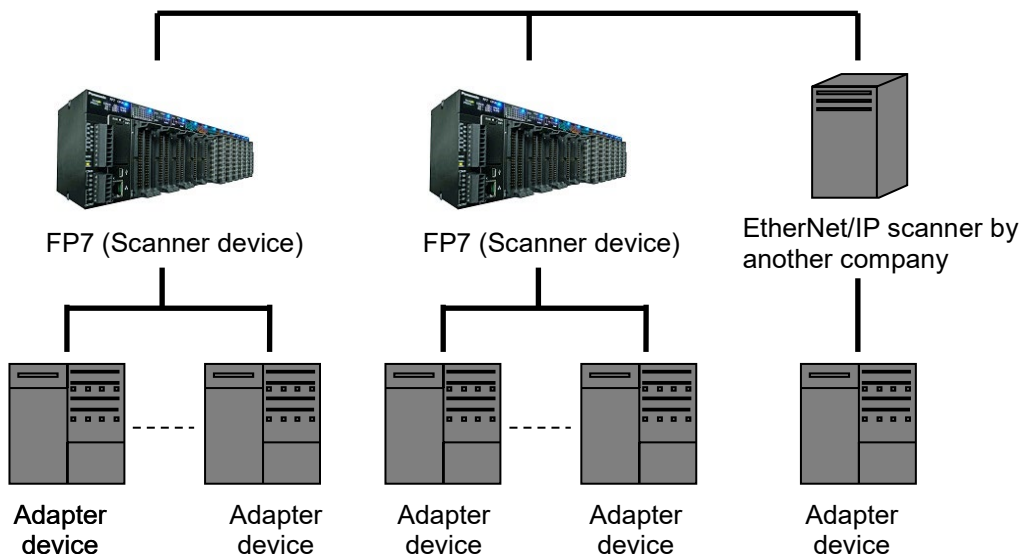 FP7 (Scanner device)
FP7 (Scanner device)
EtherNet/IP scanner by
another company
Adapter
device
Adapter
device
Adapter
device
Adapter
device
Adapter
device